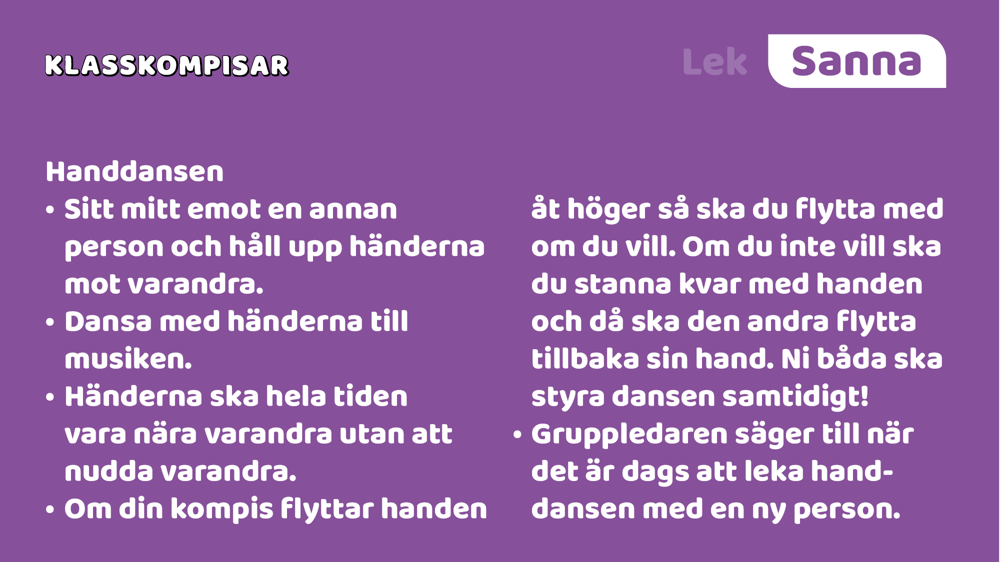 KLASSKOMPISAR
Lek
Sanna
Handdansen
• Sitt mitt emot en annan
person och håll upp händerna
mot varandra.
• Dansa med händerna till
musiken.
• Händerna ska hela tiden
vara nära varandra utan att
nudda varandra.
• Om din kompis flyttar handen
åt höger så ska du flytta med
om du vill. Om du inte vill ska
du stanna kvar med handen
och då ska den andra flytta
tillbaka sin hand. Ni båda ska
styra dansen samtidigt!
• Gruppledaren säger till när
det är dags att leka hand-
dansen med en ny person.